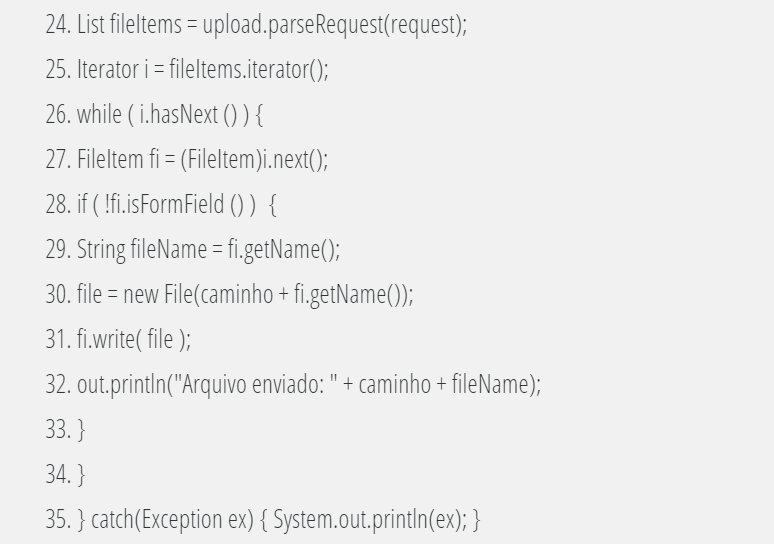 24. List fileItems = upload.parseRequest(request);
25. Iterator i = fileItems.iterator();
26. while ( i.hasNext () ) {
27. FileItem fi = (FileItem)i.next();
28. if ( !fi.isFormField () )  {
29. String fileName = fi.getName();
30. file = new File(caminho + fi.getName());
31. fi.write( file );
32. out.println("Arquivo enviado: " + caminho + fileName);
33. }
34. }
35. } catch(Exception ex) { System.out.println(ex); }